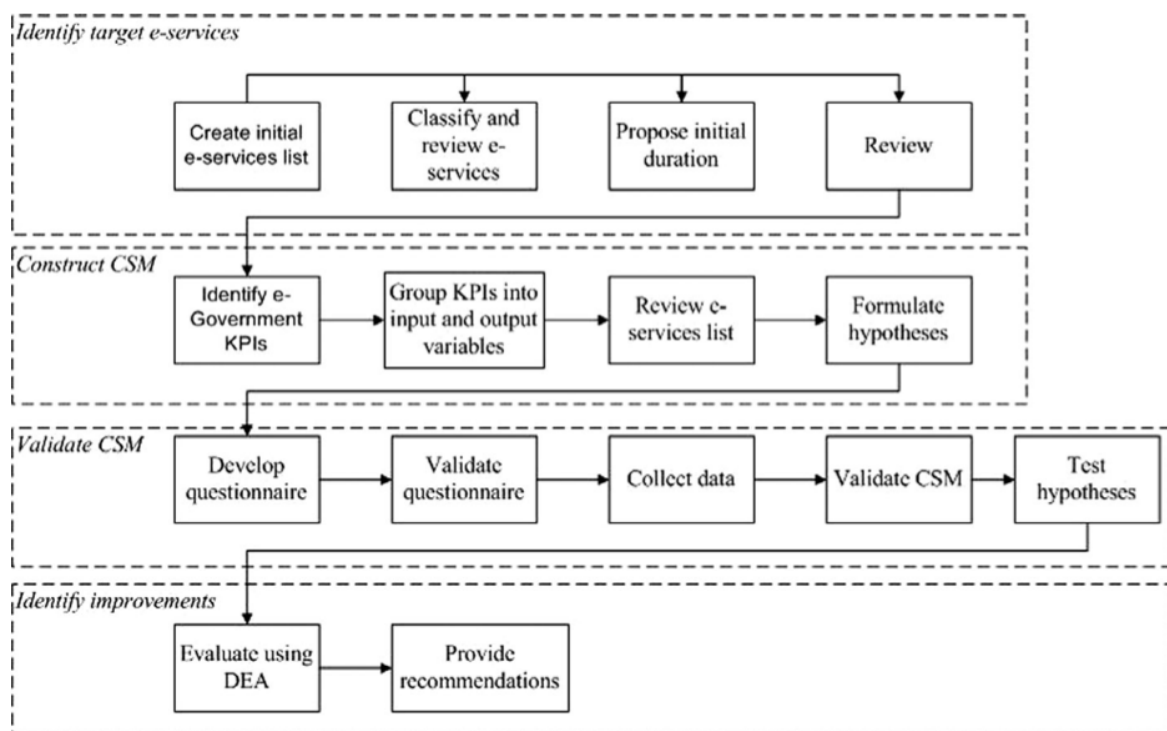 Identify target e-services
Create initial
e-services list
Classify and
review e-
services
Propose initial
duration
Review
Construct CSM
Identify e-
Government
KPIs
Group KPIs into
input and output
variables
Review e-
services list
Formulate
hypotheses
Validate CSM
Develop
questionnaire
Validate
questionnaire
Collect data
Validate CSM
Test
hypotheses
Identify improvements
Evaluate using
DEA
Provide
recommendations